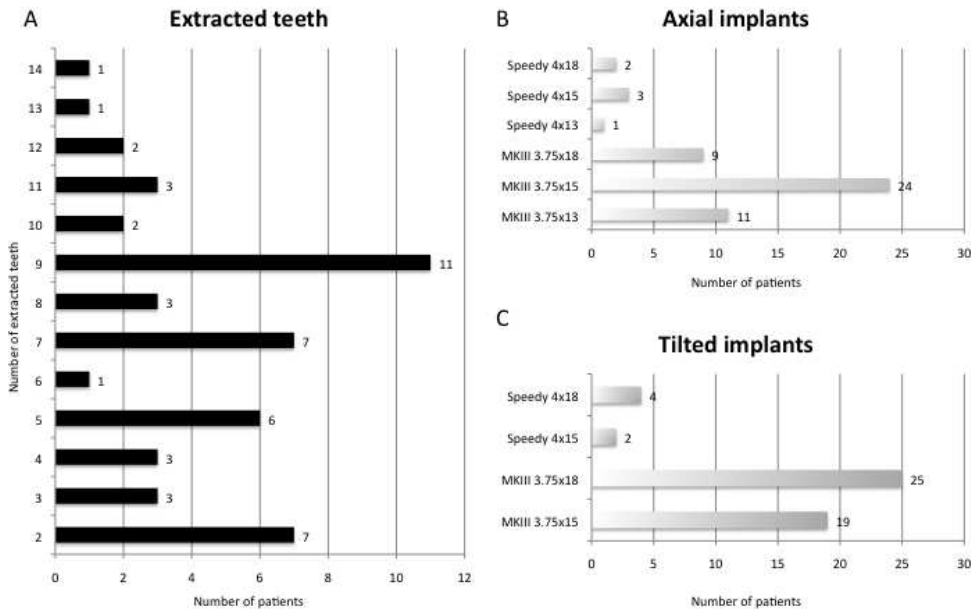 A
Extracted teeth
Number of extracted teeth
14 1
13 1
12 2
11 3
10 2
9 11
8 3
7 7
6 1
5 6
4 3
3 3
2 7
0 2 4 6 8 10 12
Number of patients
B
Axial implants
Speedy 4x18 2
Speedy 4x15 3
Speedy 4x13 1
MKIII 3.75x18 9
MKIII 3.75x15 24
MKIII 3.75x13 11
0 5 10 15 20 25 30
Number of patients
C
Tilted implants
Speedy 4x18 4
Speedy 4x15 2
MKIII 3.75x18 25
MKIII 3.75x15 19
0 5 10 15 20 25 30
Number of patients